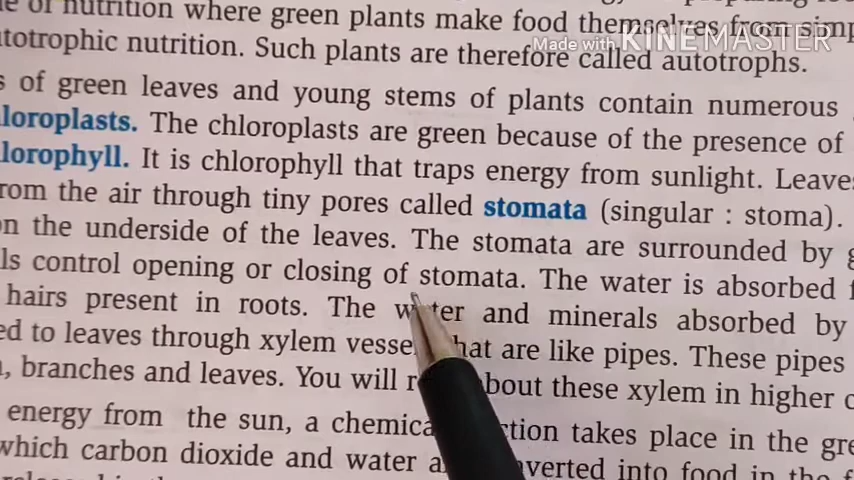 of nutrition where green plants make food themselves from
totrophic nutrition. Such plants are therefore called autotrophs.
Made with KINEMASTER
s of green leaves and young stems of plants contain numerous
loroplasts. The chloroplasts are green because of the presence of
lorophyll. It is chlorophyll that traps energy from sunlight. Leaves
rom the air through tiny pores called stomata (singular : stoma).
on the underside of the leaves. The stomata are surrounded by g
ls control opening or closing of stomata. The water is absorbed f
hairs present in roots. The water and minerals absorbed by
ed to leaves through xylem vesse hat are like pipes. These pipes
, branches and leaves. You will r bout these xylem in higher c
energy from the sun, a chemica ction takes place in the gre
which carbon dioxide and water a verted into food in the f